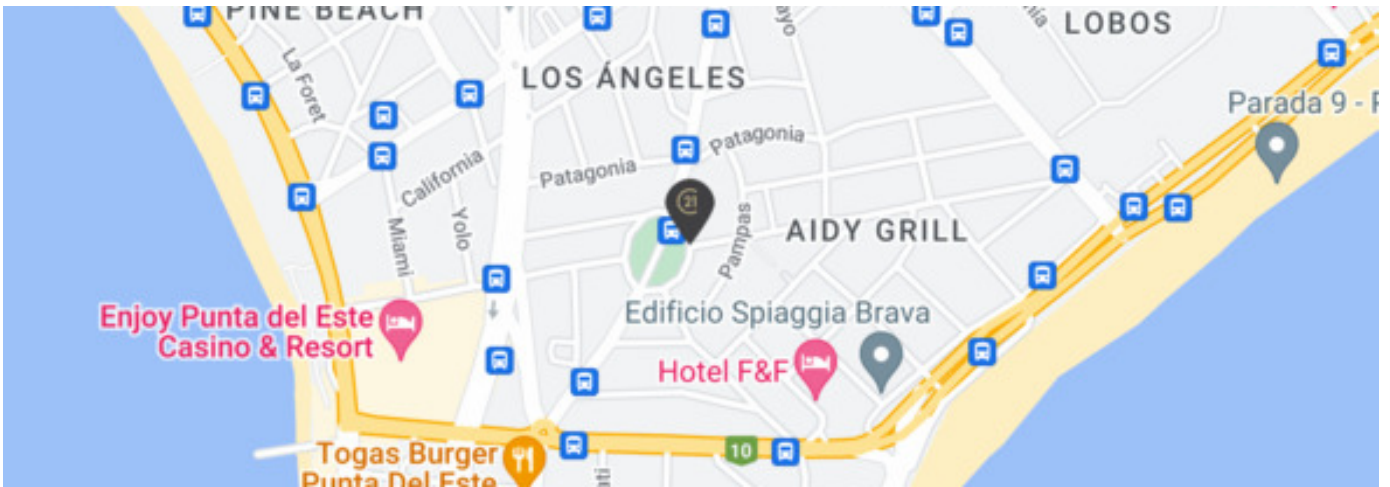 PINE BEACH
LOBOS
LOS ÁNGELES
La Foret
Parada 9 -
Patagonia
Patagonia
California
Miami
Yolo
Pampas
21
AIDY GRILL
Enjoy Punta del Este
Casino & Resort
Edificio Spiaggia Brava
Hotel F&F
10
Togas Burger
Punta Del Este